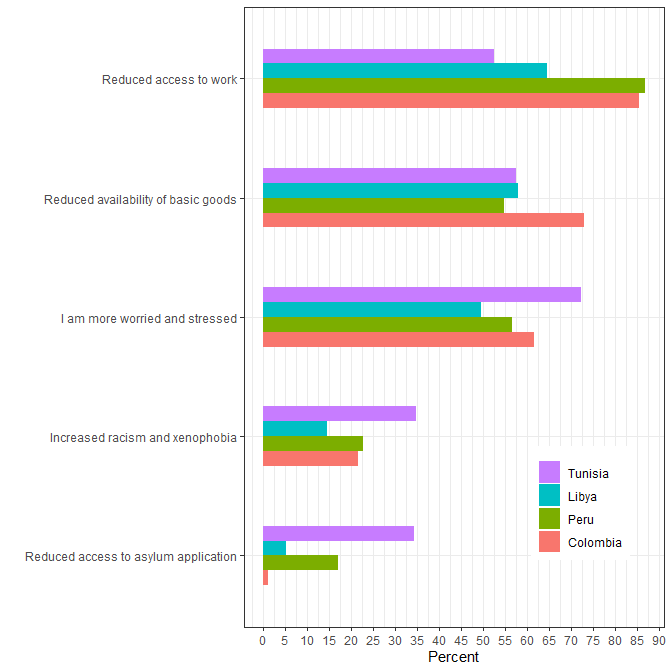 Reduced access to work
Reduced availability of basic goods
I am more worried and stressed
Increased racism and xenophobia
Reduced access to asylum application
Tunisia
Libya
Peru
Colombia
0 5 10 15 20 25 30 35 40 45 50 55 60 65 70 75 80 85 90
Percent